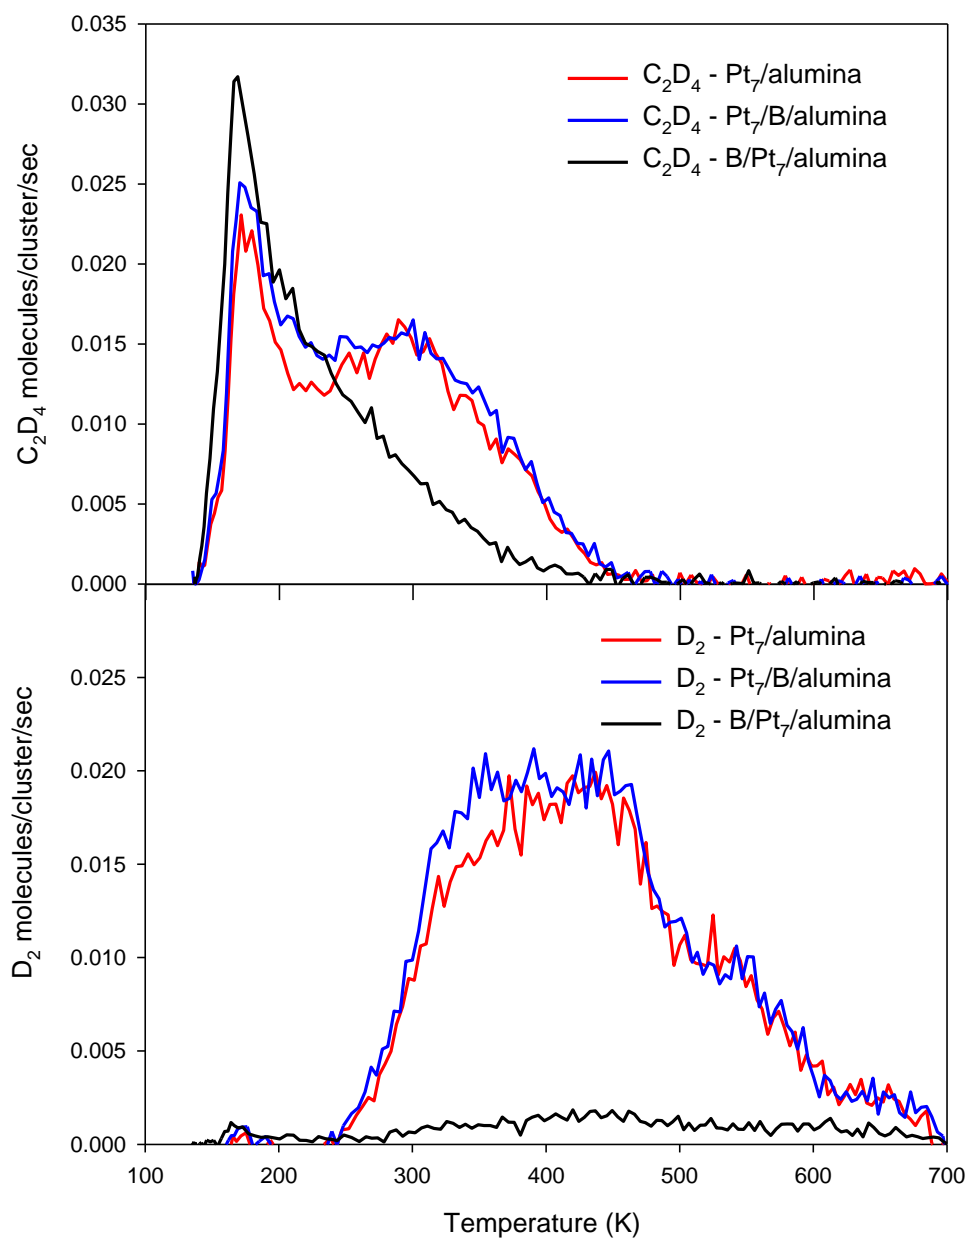 0.035
0.030
0.025
0.020
0.015
0.010
0.005
0.000
C₂D₄ molecules/cluster/sec
C₂D₄ - Pt₇/alumina
C₂D₄ - Pt₇/B/alumina
C₂D₄ - B/Pt₇/alumina
0.025
0.020
0.015
0.010
0.005
0.000
D₂ molecules/cluster/sec
D₂ - Pt₇/alumina
D₂ - Pt₇/B/alumina
D₂ - B/Pt₇/alumina
100 200 300 400 500 600 700
Temperature (K)